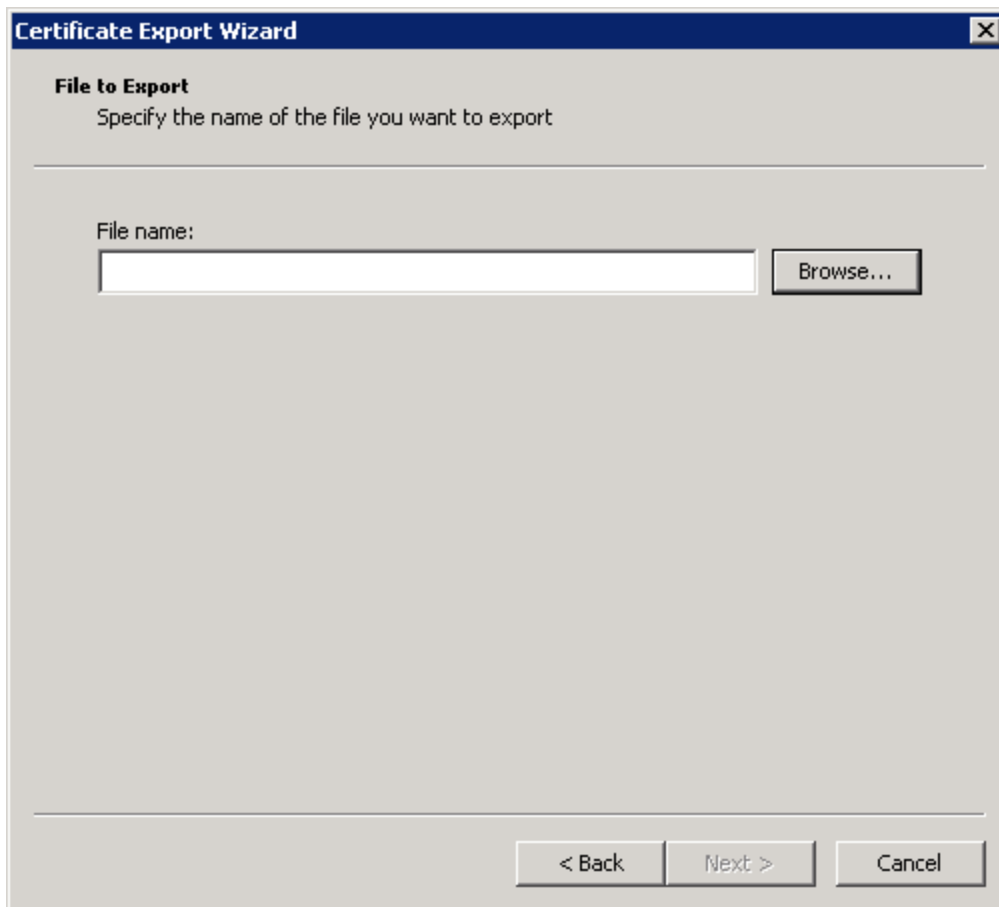 Certificate Export Wizard
File to Export
Specify the name of the file you want to export
File name:
Browse...
< Back
Next >
Cancel